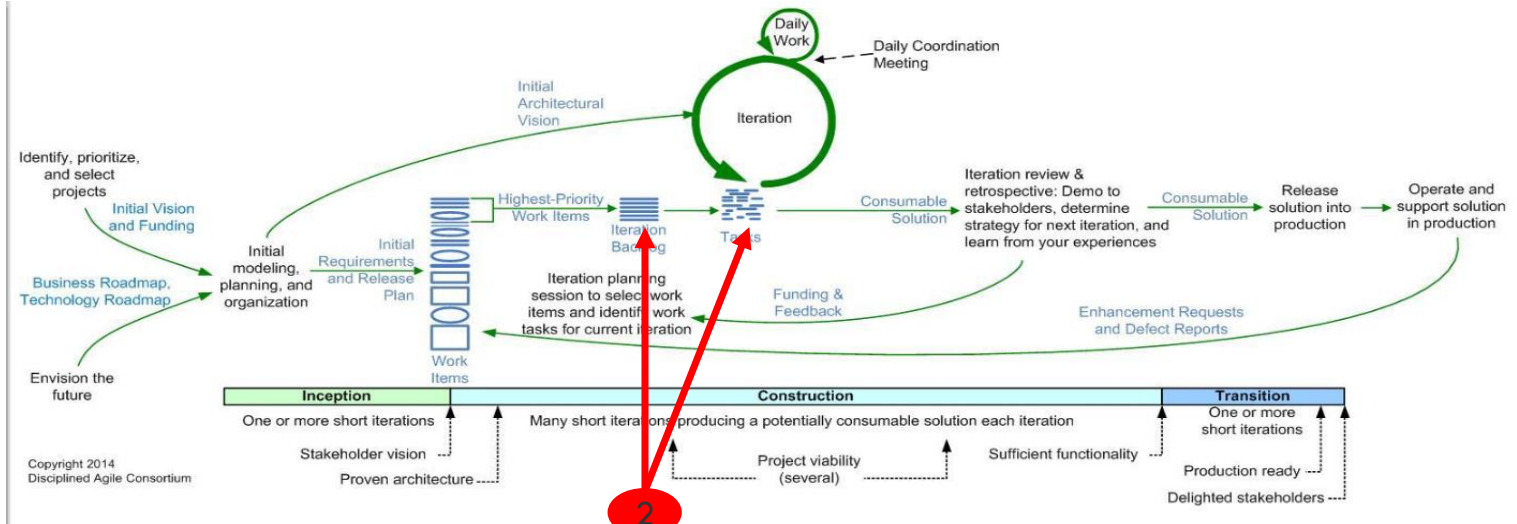 Daily
Work
Daily Coordination
Meeting
Initial
Architectural
Vision
Iteration
Identify, prioritize,
and select
projects
Initial Vision
and Funding
Business Roadmap,
Technology Roadmap
Envision the
future
Initial
modeling,
planning, and
organization
Initial
Requirements
and Release
Plan
Work
Items
Highest-Priority
Work Items
Iteration
Backlog
Tasks
Iteration planning
session to select work
items and identify work
tasks for current iteration
Consumable
Solution
Iteration review &
retrospective: Demo to
stakeholders, determine
strategy for next iteration, and
learn from your experiences
Funding &
Feedback
Consumable
Solution
Release
solution into
production
Operate and
support solution
in production
Enhancement Requests
and Defect Reports
Inception
Construction
Transition
One or more short iterations
Many short iterations producing a potentially consumable solution each iteration
One or more
short iterations
Stakeholder vision
Proven architecture
Project viability
(several)
Sufficient functionality
Production ready
Delighted stakeholders
Copyright 2014
Disciplined Agile Consortium
2